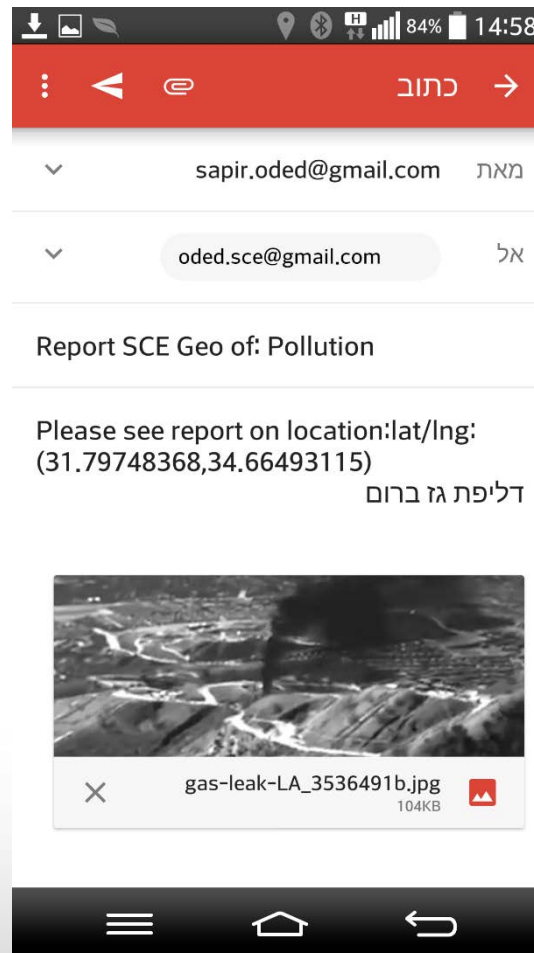 H 84% 14:58
כתוב
מאת sapir.oded@gmail.com
אל oded.sce@gmail.com
Report SCE Geo of: Pollution
Please see report on location:lat/lng:
(31.79748368,34.66493115)
דליפת גז ברום
gas-leak-LA_3536491b.jpg
104KB